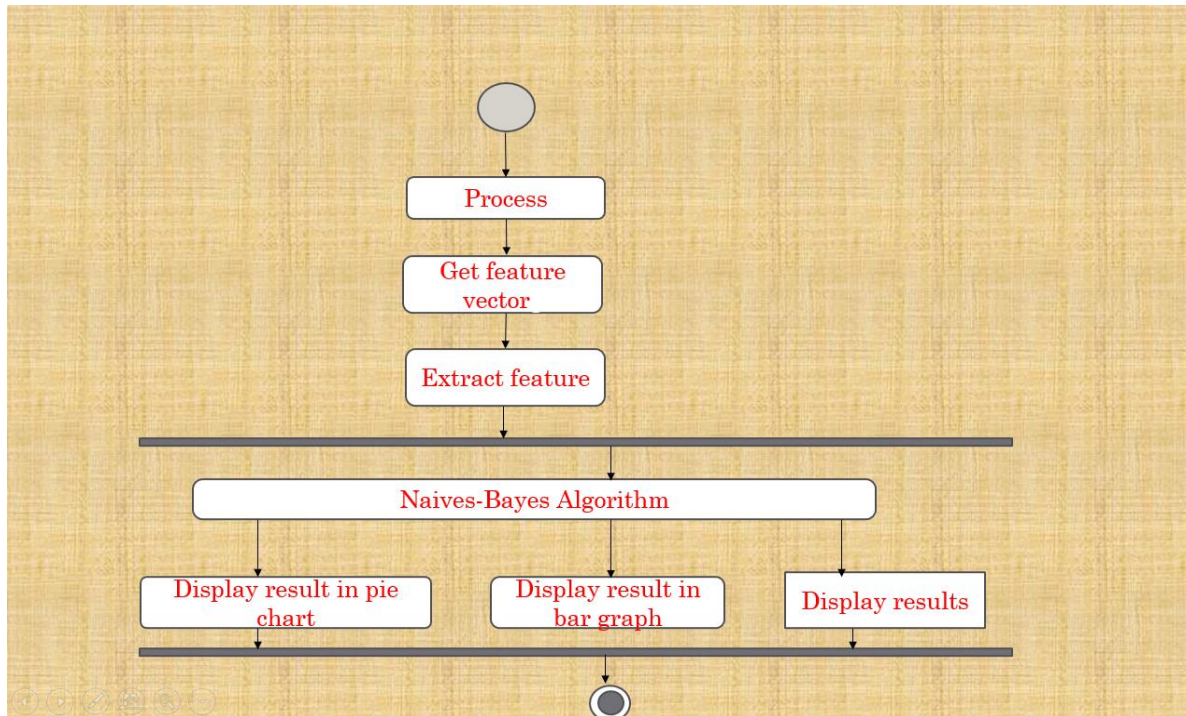 Process
Get feature
vector
Extract feature
Naives-Bayes Algorithm
Display result in pie
chart
Display result in
bar graph
Display results